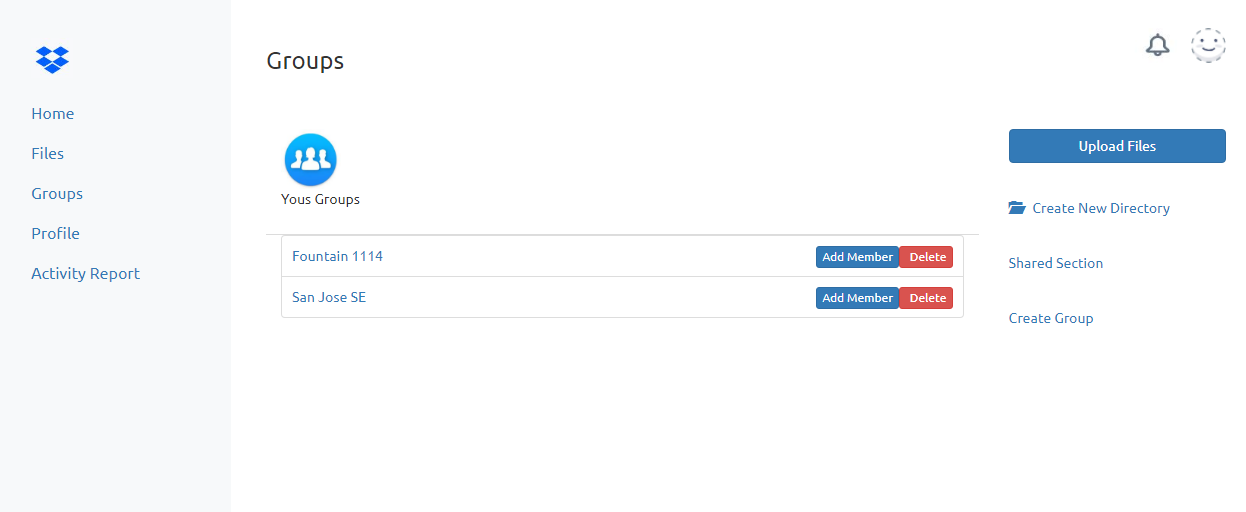 Groups
Home
Files
Groups
Profile
Activity Report
Yous Groups
Fountain 1114 Add Member Delete
San Jose SE Add Member Delete
Upload Files
Create New Directory
Shared Section
Create Group